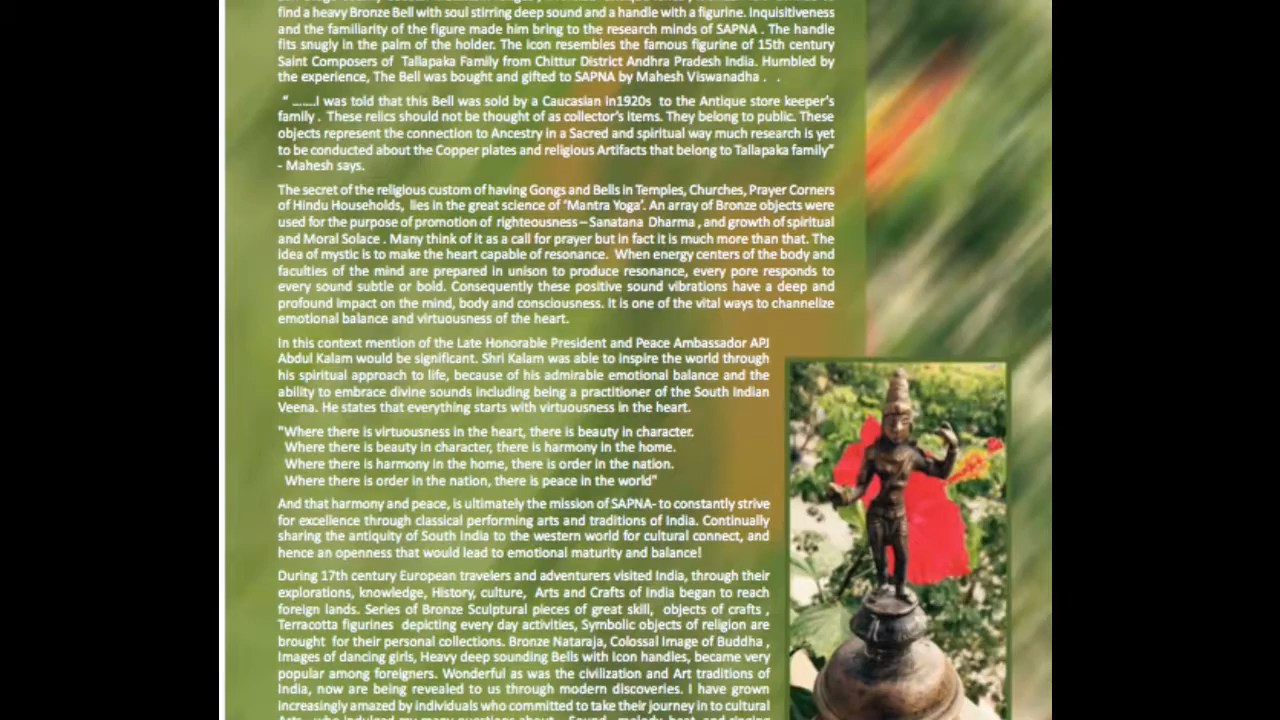 find a heavy Bronze Bell with soul stirring deep sound and a handle with a figurine. Inquisitiveness
and the familiarity of the figure made him bring to the research minds of SAPNA . The handle
fits snugly in the palm of the holder. The icon resembles the famous figurine of 15th century
Saint Composers of Tallapaka Family from Chittur District Andhra Pradesh India. Humbled by
the experience, The Bell was bought and gifted to SAPNA by Mahesh Viswanadha . .
“ …….I was told that this Bell was sold by a Caucasian in1920s to the Antique store keeper's
family . These relics should not be thought of as collector's items. They belong to public. These
objects represent the connection to Ancestry in a Sacred and spiritual way much research is yet
to be conducted about the Copper plates and religious Artifacts that belong to Tallapaka family”
- Mahesh says.
The secret of the religious custom of having Gongs and Bells in Temples, Churches, Prayer Corners
of Hindu Households, lies in the great science of ‘Mantra Yoga’. An array of Bronze objects were
used for the purpose of promotion of righteousness – Sanatana Dharma , and growth of spiritual
and Moral Solace . Many think of it as a call for prayer but in fact it is much more than that. The
idea of mystic is to make the heart capable of resonance. When energy centers of the body and
faculties of the mind are prepared in unison to produce resonance, every pore responds to
every sound subtle or bold. Consequently these positive sound vibrations have a deep and
profound impact on the mind, body and consciousness. It is one of the vital ways to channelize
emotional balance and virtuousness of the heart.
In this context mention of the Late Honorable President and Peace Ambassador APJ
Abdul Kalam would be significant. Shri Kalam was able to inspire the world through
his spiritual approach to life, because of his admirable emotional balance and the
ability to embrace divine sounds including being a practitioner of the South Indian
Veena. He states that everything starts with virtuousness in the heart.
"Where there is virtuousness in the heart, there is beauty in character.
Where there is beauty in character, there is harmony in the home.
Where there is harmony in the home, there is order in the nation.
Where there is order in the nation, there is peace in the world"
And that harmony and peace, is ultimately the mission of SAPNA- to constantly strive
for excellence through classical performing arts and traditions of India. Continually
sharing the antiquity of South India to the western world for cultural connect, and
hence an openness that would lead to emotional maturity and balance!
During 17th century European travelers and adventurers visited India, through their
explorations, knowledge, History, culture, Arts and Crafts of India began to reach
foreign lands. Series of Bronze Sculptural pieces of great skill, objects of crafts ,
Terracotta figurines depicting every day activities, Symbolic objects of religion are
brought for their personal collections. Bronze Nataraja, Colossal Image of Buddha ,
Images of dancing girls, Heavy deep sounding Bells with icon handles, became very
popular among foreigners. Wonderful as was the civilization and Art traditions of
India, now are being revealed to us through modern discoveries. I have grown
increasingly amazed by individuals who committed to take their journey in to cultural